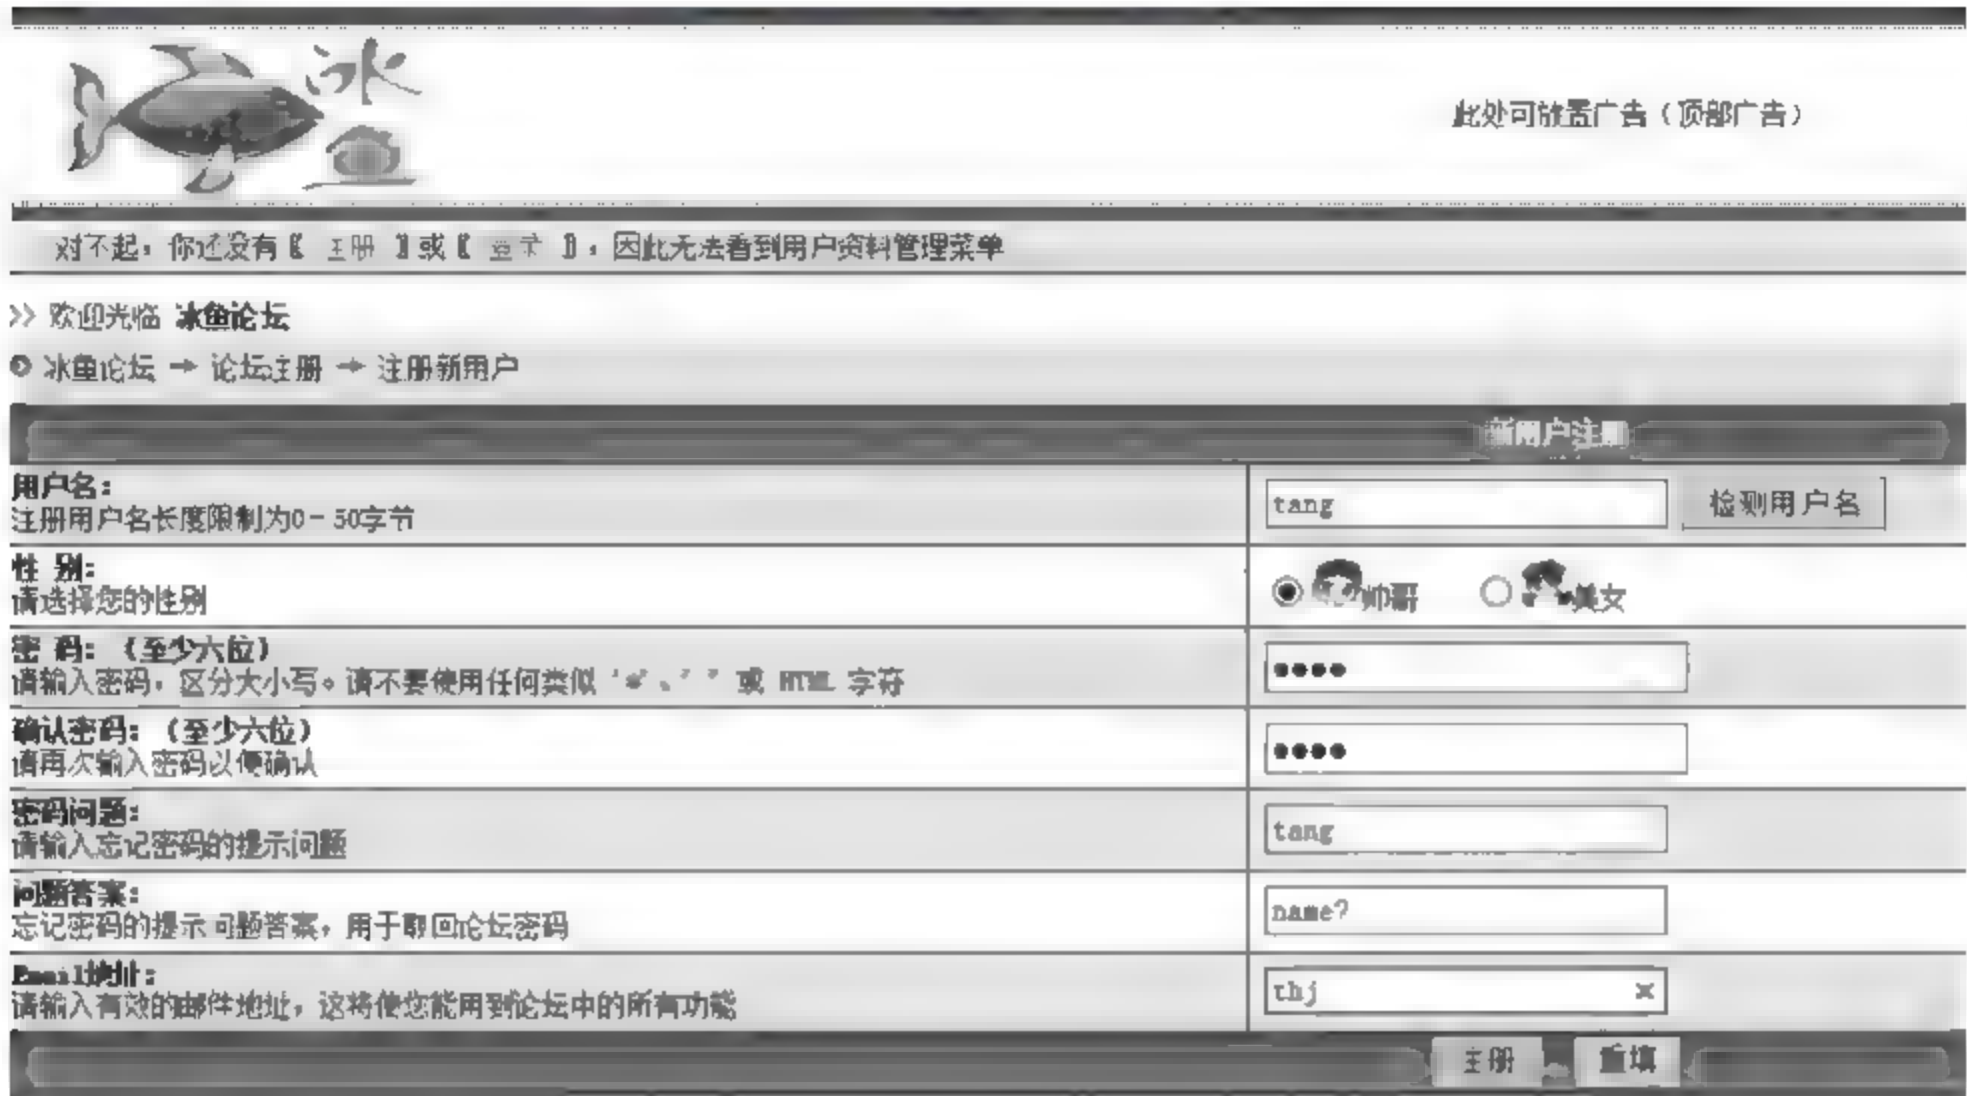 冰鱼
此处可放置广告（顶部广告）
对不起，你还没有〖 注册 〗或〖 登录 〗，因此无法看到用户资料管理菜单
>> 欢迎光临 冰鱼论坛
冰鱼论坛 → 论坛注册 → 注册新用户
新用户注册
用户名：
注册用户名长度限制为0－50字节
tang 检测用户名
性 别：
请选择您的性别
帅哥 美女
密 码：（至少六位）
请输入密码，区分大小写。请不要使用任何类似 或 HTML 字符
••••
确认密码：（至少六位）
请再次输入密码以便确认
••••
密码问题：
请输入忘记密码的提示问题
tang
问题答案：
忘记密码的提示问题答案，用于取回论坛密码
name?
Email地址：
请输入有效的邮件地址，这将使您能用到论坛中的所有功能
thj ×
注册 重填